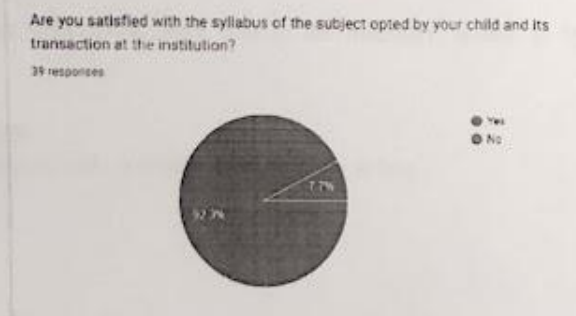 Are you satisfied with the syllabus of the subject opted by your child and its
transaction at the institution?
39 responses
Yes
No
7.7%
92.3%